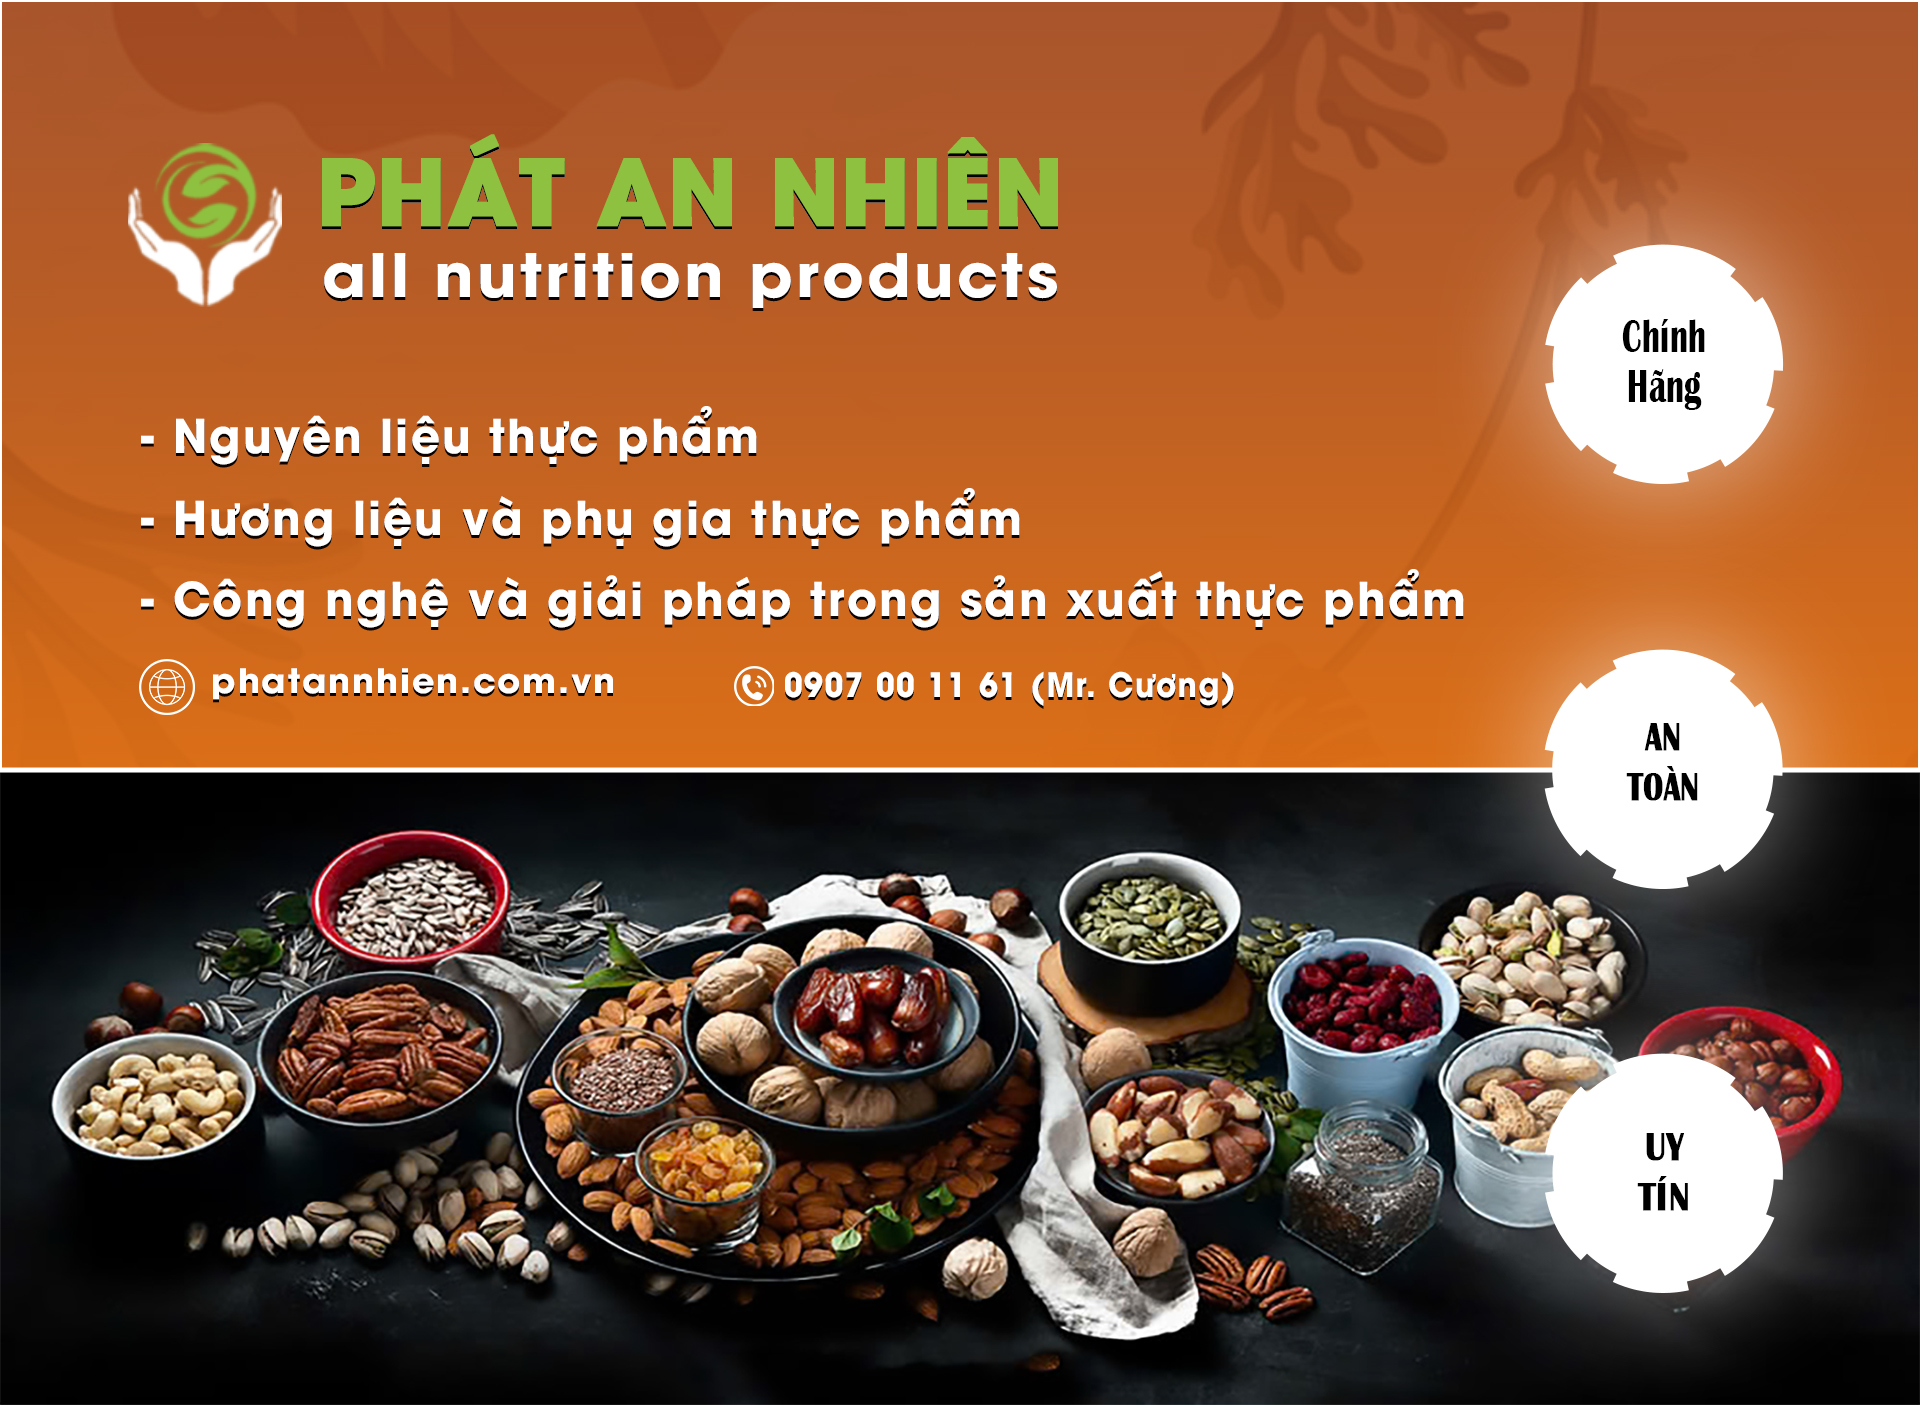 PHÁT AN NHIÊN
all nutrition products
- Nguyên liệu thực phẩm
- Hương liệu và phụ gia thực phẩm
- Công nghệ và giải pháp trong sản xuất thực phẩm
phatannhien.com.vn
0907 00 11 61 (Mr. Cương)
Chính
Hãng
AN
TOÀN
UY
TÍN